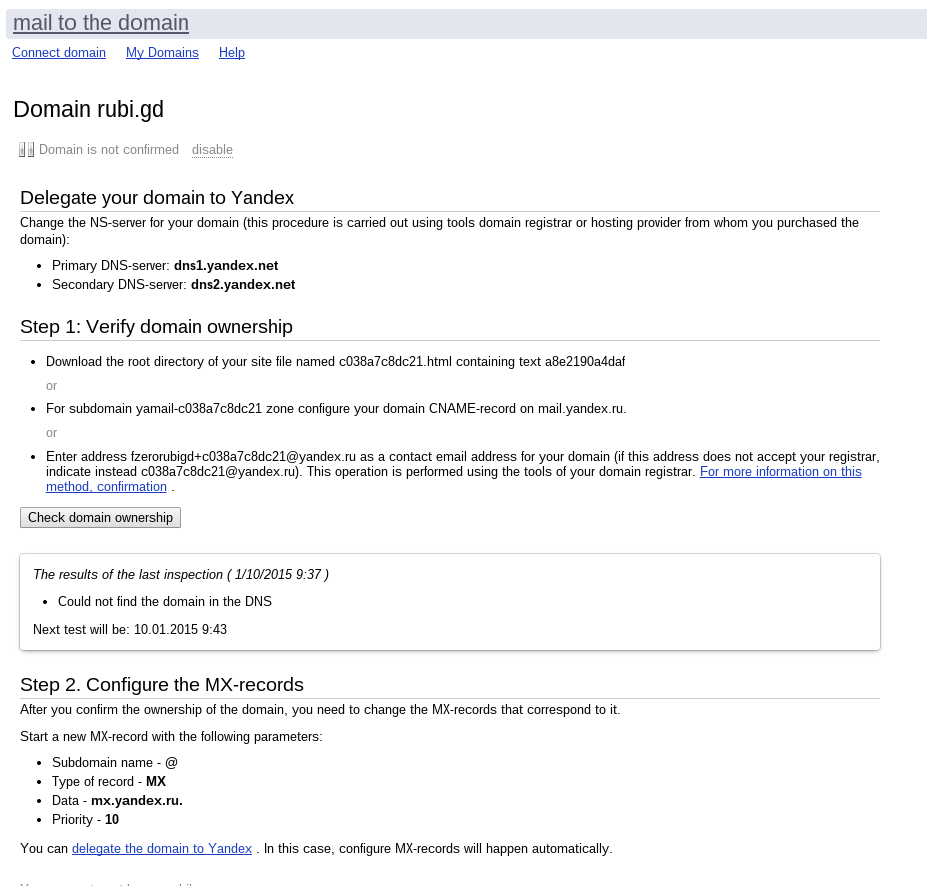 mail to the domain
Connect domain My Domains Help
Domain rubi.gd
Domain is not confirmed disable
Delegate your domain to Yandex
Change the NS-server for your domain (this procedure is carried out using tools domain registrar or hosting provider from whom you purchased the
domain):
• Primary DNS-server: dns1.yandex.net
• Secondary DNS-server: dns2.yandex.net
Step 1: Verify domain ownership
• Download the root directory of your site file named c038a7c8dc21.html containing text a8e2190a4daf
or
• For subdomain yamail-c038a7c8dc21 zone configure your domain CNAME-record on mail.yandex.ru.
or
• Enter address fzerorubigd+c038a7c8dc21@yandex.ru as a contact email address for your domain (if this address does not accept your registrar,
indicate instead c038a7c8dc21@yandex.ru). This operation is performed using the tools of your domain registrar. For more information on this
method, confirmation .
Check domain ownership
The results of the last inspection ( 1/10/2015 9:37 )
• Could not find the domain in the DNS
Next test will be: 10.01.2015 9:43
Step 2. Configure the MX-records
After you confirm the ownership of the domain, you need to change the MX-records that correspond to it.
Start a new MX-record with the following parameters:
• Subdomain name - @
• Type of record - MX
• Data - mx.yandex.ru.
• Priority - 10
You can delegate the domain to Yandex . In this case, configure MX-records will happen automatically.